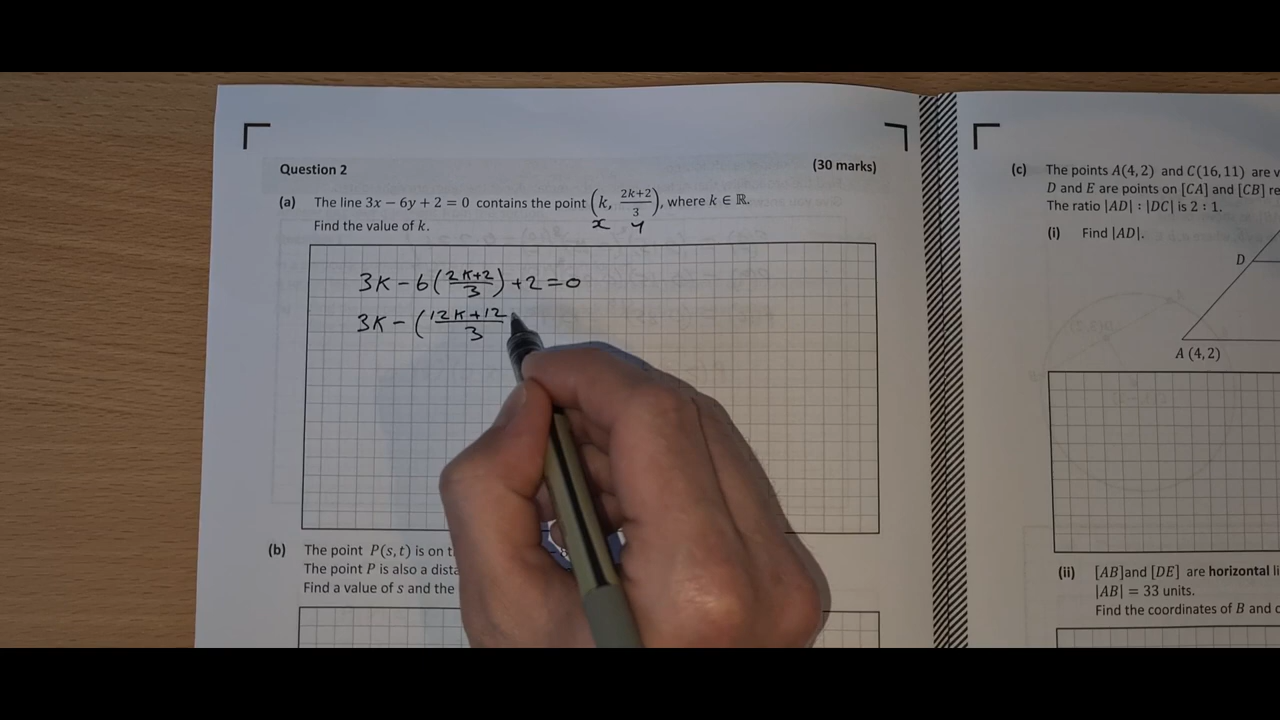 Question 2
(30 marks)
(a) The line 3x − 6y + 2 = 0 contains the point (k, (2k+2)/3), where k ∈ ℝ.
x y
Find the value of k.
3k − 6((2k+2)/3) + 2 = 0
3k − ((12k+12)/3
(b) The point P(s, t) is on t
The point P is also a dista
Find a value of s and the
(c) The points A(4, 2) and C(16, 11) are v
D and E are points on [CA] and [CB] re
The ratio |AD| : |DC| is 2 : 1.
(i) Find |AD|.
D
A (4, 2)
(ii) [AB]and [DE] are horizontal li
|AB| = 33 units.
Find the coordinates of B and